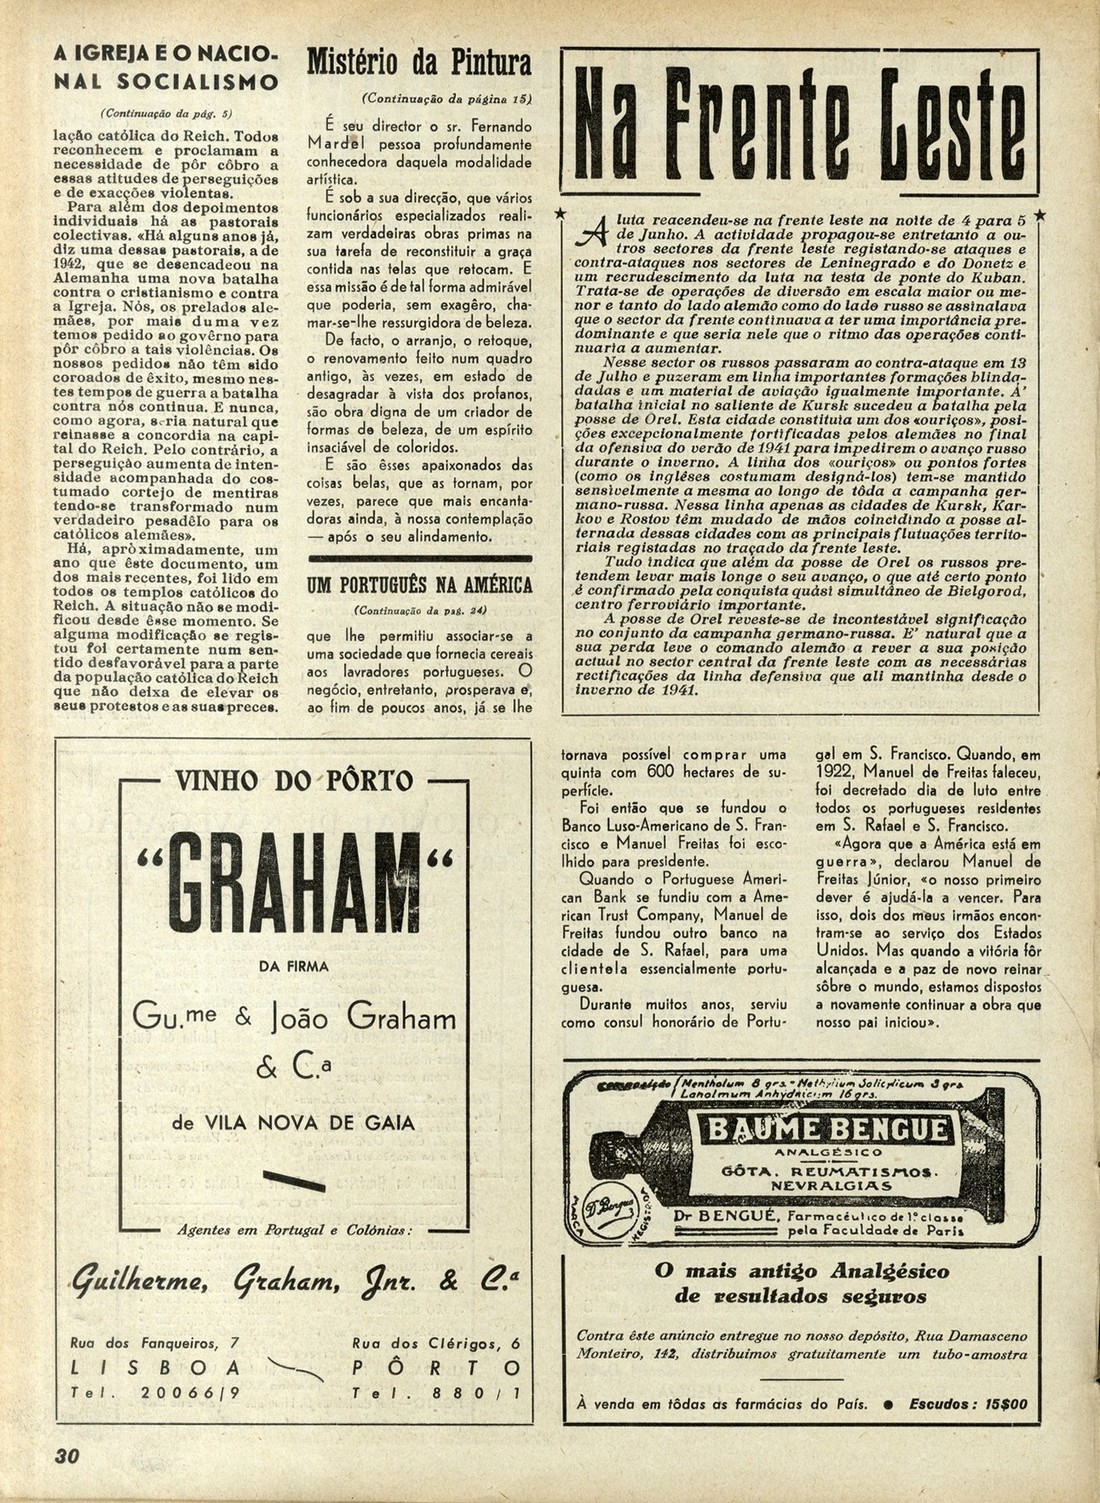 A IGREJA E O NACIO-
NAL SOCIALISMO
(Continuação da pág. 5)
lação católica do Reich. Todos
reconhecem e proclamam a
necessidade de pôr côbro a
essas atitudes de perseguições
e de exacções violentas.
Para além dos depoimentos
individuais há as pastorais
colectivas. «Há alguns anos já,
diz uma dessas pastorais, a de
1942, que se desencadeou na
Alemanha uma nova batalha
contra o cristianismo e contra
a Igreja. Nós, os prelados ale-
mães, por mais duma vez
temos pedido ao govêrno para
pôr côbro a tais violências. Os
nossos pedidos não têm sido
coroados de êxito, mesmo nes-
tes tempos de guerra a batalha
contra nós continua. E nunca,
como agora, seria natural que
reinasse a concordia na capi-
tal do Reich. Pelo contrário, a
perseguição aumenta de inten-
sidade acompanhada do cos-
tumado cortejo de mentiras
tendo-se transformado num
verdadeiro pesadêlo para os
católicos alemães».
Há, apròximadamente, um
ano que êste documento, um
dos mais recentes, foi lido em
todos os templos católicos do
Reich. A situação não se modi-
ficou desde êsse momento. Se
alguma modificação se regis-
tou foi certamente num sen-
tido desfavorável para a parte
da população católica do Reich
que não deixa de elevar os
seus protestos e as suas preces.
Mistério da Pintura
(Continuação da página 15)
É seu director o sr. Fernando
Mardel pessoa profundamente
conhecedora daquela modalidade
artística.
É sob a sua direcção, que vários
funcionários especializados reali-
zam verdadeiras obras primas na
sua tarefa de reconstituir a graça
contida nas telas que retocam. E
essa missão é de tal forma admirável
que poderia, sem exagêro, cha-
mar-se-lhe ressurgidora de beleza.
De facto, o arranjo, o retoque,
o renovamento feito num quadro
antigo, às vezes, em estado de
desagradar à vista dos profanos,
são obra digna de um criador de
formas de beleza, de um espírito
insaciável de coloridos.
E são êsses apaixonados das
coisas belas, que as tornam, por
vezes, parece que mais encanta-
doras ainda, à nossa contemplação
— após o seu alindamento.
UM PORTUGUÊS NA AMÉRICA
(Continuação da pag. 24)
que lhe permitiu associar-se a
uma sociedade que fornecia cereais
aos lavradores portugueses. O
negócio, entretanto, prosperava e,
ao fim de poucos anos, já se lhe
Na Frente Leste
A luta reacendeu-se na frente leste na noite de 4 para 5
de Junho. A actividade propagou-se entretanto a ou-
tros sectores da frente leste registando-se ataques e
contra-ataques nos sectores de Leninegrado e do Donetz e
um recrudescimento da luta na testa de ponte do Kuban.
Trata-se de operações de diversão em escala maior ou me-
nor e tanto do lado alemão como do lado russo se assinalava
que o sector da frente continuava a ter uma importância pre-
dominante e que seria nele que o ritmo das operações conti-
nuaria a aumentar.
Nesse sector os russos passaram ao contra-ataque em 13
de Julho e puzeram em linha importantes formações blinda-
dadas e um material de aviação igualmente importante. A'
batalha inicial no saliente de Kursk sucedeu a batalha pela
posse de Orel. Esta cidade constituia um dos «ouriços», posi-
ções excepcionalmente fortificadas pelos alemães no final
da ofensiva do verão de 1941 para impedirem o avanço russo
durante o inverno. A linha dos «ouriços» ou pontos fortes
(como os inglêses costumam designá-los) tem-se mantido
sensivelmente a mesma ao longo de tôda a campanha ger-
mano-russa. Nessa linha apenas as cidades de Kursk, Kar-
kov e Rostov têm mudado de mãos coincidindo a posse al-
ternada dessas cidades com as principais flutuações territo-
riais registadas no traçado da frente leste.
Tudo indica que além da posse de Orel os russos pre-
tendem levar mais longe o seu avanço, o que até certo ponto
é confirmado pela conquista quási simultânea de Bielgorod,
centro ferroviário importante.
A posse de Orel reveste-se de incontestável significação
no conjunto da campanha germano-russa. E' natural que a
sua perda leve o comando alemão a rever a sua posição
actual no sector central da frente leste com as necessárias
rectificações da linha defensiva que ali mantinha desde o
inverno de 1941.
tornava possível comprar uma
quinta com 600 hectares de su-
perfície.
Foi então que se fundou o
Banco Luso-Americano de S. Fran-
cisco e Manuel Freitas foi esco-
lhido para presidente.
Quando o Portuguese Ameri-
can Bank se fundiu com a Ame-
rican Trust Company, Manuel de
Freitas fundou outro banco na
cidade de S. Rafael, para uma
clientela essencialmente portu-
guesa.
Durante muitos anos, serviu
como consul honorário de Portu-
gal em S. Francisco. Quando, em
1922, Manuel de Freitas faleceu,
foi decretado dia de luto entre
todos os portugueses residentes
em S. Rafael e S. Francisco.
«Agora que a América está em
guerra», declarou Manuel de
Freitas Júnior, «o nosso primeiro
dever é ajudá-la a vencer. Para
isso, dois dos meus irmãos encon-
tram-se ao serviço dos Estados
Unidos. Mas quando a vitória fôr
alcançada e a paz de novo reinar
sôbre o mundo, estamos dispostos
a novamente continuar a obra que
nosso pai iniciou».
VINHO DO PÔRTO
"GRAHAM"
DA FIRMA
Gu.me & João Graham
& C.a
de VILA NOVA DE GAIA
Agentes em Portugal e Colónias:
Guilherme, Graham, Jnr. & C.a
Rua dos Fanqueiros, 7
LISBOA
Tel. 20066/9
Rua dos Clérigos, 6
PÔRTO
Tel. 880/1
composição / Mentholum 8 grs. - Methylium Solicylicum 3 grs
Lanolmum Anhydricum 16 grs.
BAUME BENGUÉ
ANALGÉSICO
GÔTA. REUMATISMOS.
NEVRALGIAS
MARCA REGISTADA
Dr BENGUÉ, Farmacéutico de 1ª classe
pela Faculdade de Paris
O mais antigo Analgésico
de resultados seguros
Contra êste anúncio entregue no nosso depósito, Rua Damasceno
Monteiro, 142, distribuimos gratuitamente um tubo-amostra
À venda em tôdas as farmácias do País. ● Escudos: 15$00
30